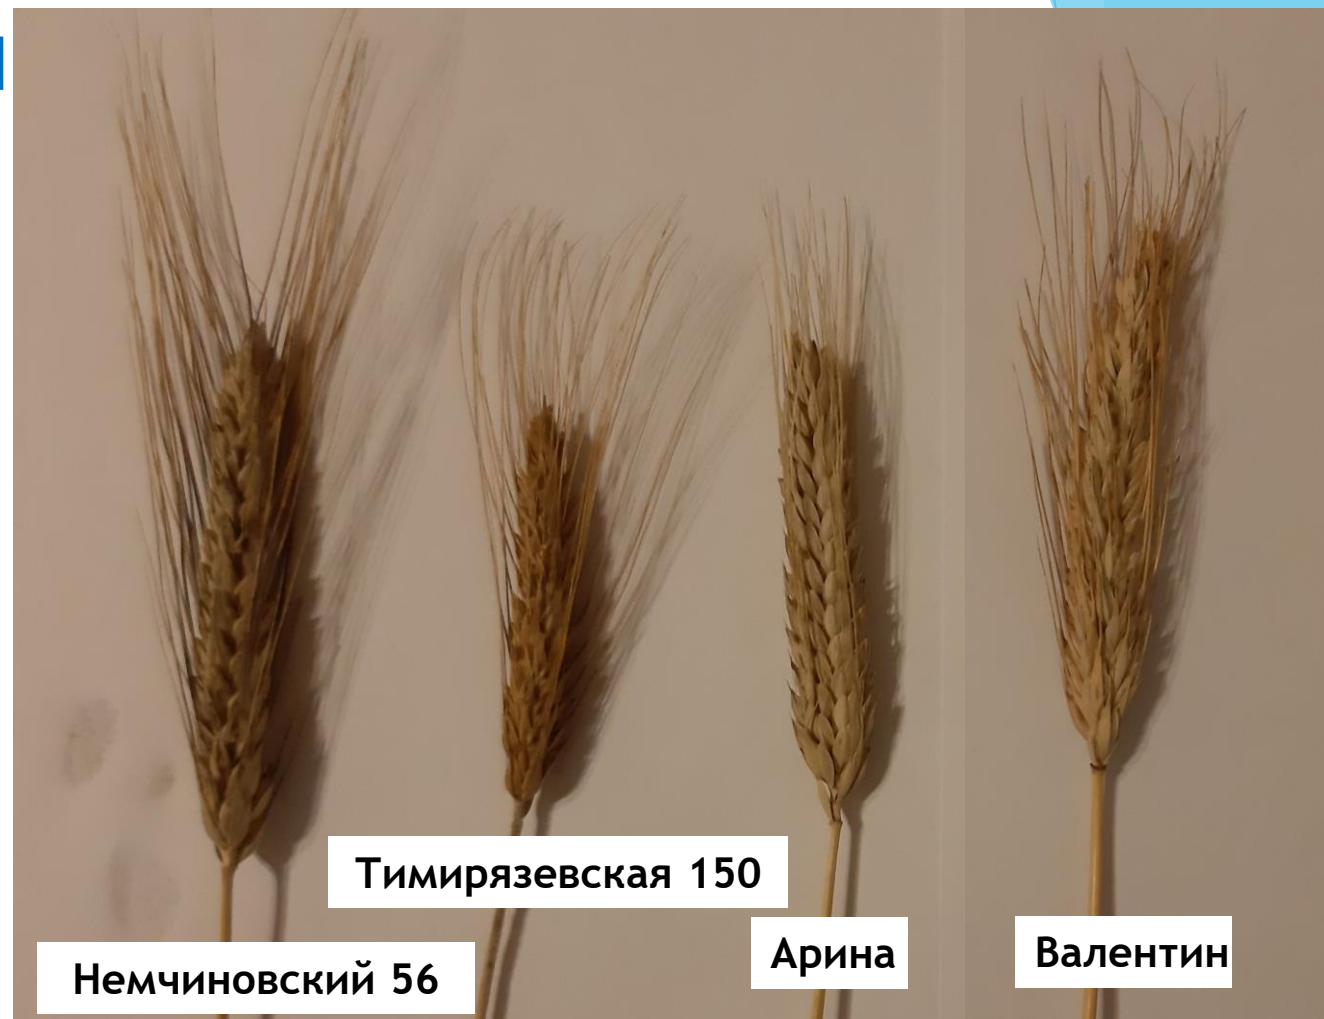 Тимирязевская 150
Арина
Валентин
Немчиновский 56